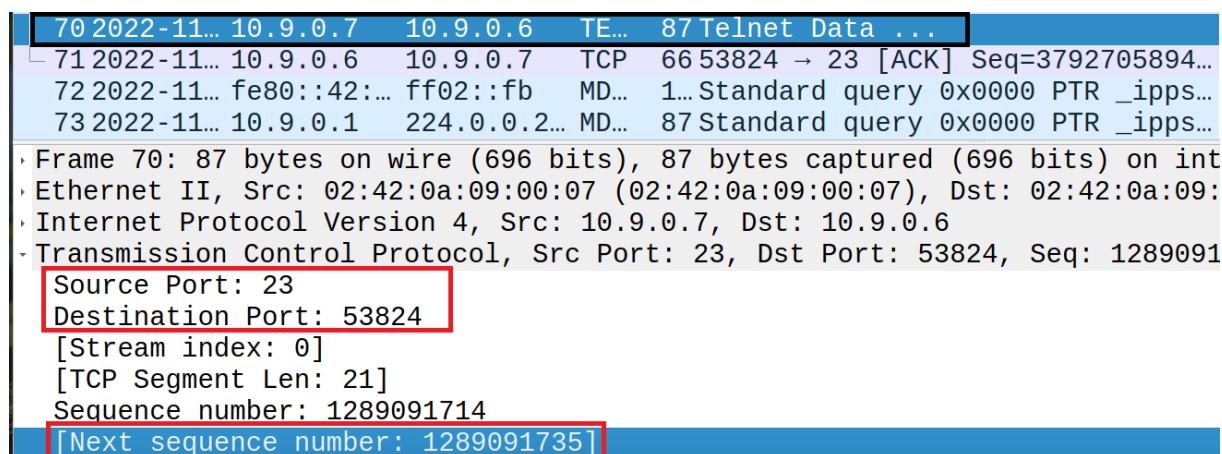 70 2022-11… 10.9.0.7 10.9.0.6 TE… 87 Telnet Data ...
71 2022-11… 10.9.0.6 10.9.0.7 TCP 66 53824 → 23 [ACK] Seq=3792705894…
72 2022-11… fe80::42:… ff02::fb MD… 1… Standard query 0x0000 PTR _ipps…
73 2022-11… 10.9.0.1 224.0.0.2… MD… 87 Standard query 0x0000 PTR _ipps…
Frame 70: 87 bytes on wire (696 bits), 87 bytes captured (696 bits) on int
Ethernet II, Src: 02:42:0a:09:00:07 (02:42:0a:09:00:07), Dst: 02:42:0a:09:
Internet Protocol Version 4, Src: 10.9.0.7, Dst: 10.9.0.6
Transmission Control Protocol, Src Port: 23, Dst Port: 53824, Seq: 1289091
Source Port: 23
Destination Port: 53824
[Stream index: 0]
[TCP Segment Len: 21]
Sequence number: 1289091714
[Next sequence number: 1289091735]